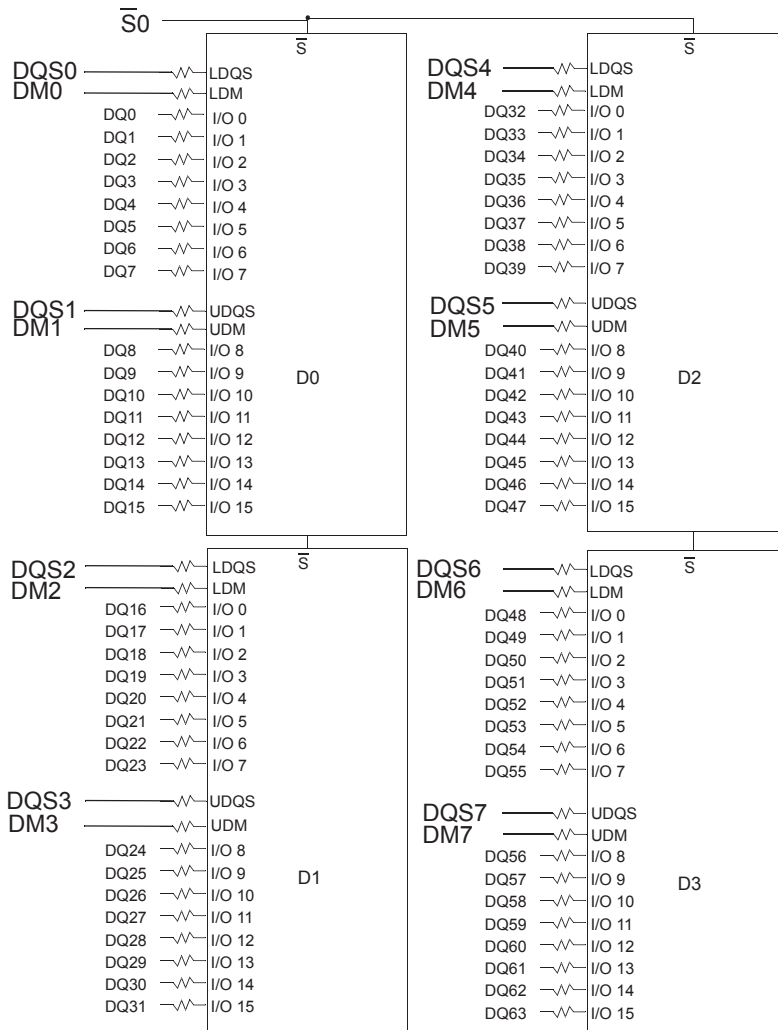 S0
S
DQS0 LDQS
DM0 LDM
DQ0 I/O 0
DQ1 I/O 1
DQ2 I/O 2
DQ3 I/O 3
DQ4 I/O 4
DQ5 I/O 5
DQ6 I/O 6
DQ7 I/O 7
DQS1 UDQS
DM1 UDM
DQ8 I/O 8
DQ9 I/O 9
DQ10 I/O 10
DQ11 I/O 11
DQ12 I/O 12
DQ13 I/O 13
DQ14 I/O 14
DQ15 I/O 15
D0
S
DQS2 LDQS
DM2 LDM
DQ16 I/O 0
DQ17 I/O 1
DQ18 I/O 2
DQ19 I/O 3
DQ20 I/O 4
DQ21 I/O 5
DQ22 I/O 6
DQ23 I/O 7
DQS3 UDQS
DM3 UDM
DQ24 I/O 8
DQ25 I/O 9
DQ26 I/O 10
DQ27 I/O 11
DQ28 I/O 12
DQ29 I/O 13
DQ30 I/O 14
DQ31 I/O 15
D1
S
DQS4 LDQS
DM4 LDM
DQ32 I/O 0
DQ33 I/O 1
DQ34 I/O 2
DQ35 I/O 3
DQ36 I/O 4
DQ37 I/O 5
DQ38 I/O 6
DQ39 I/O 7
DQS5 UDQS
DM5 UDM
DQ40 I/O 8
DQ41 I/O 9
DQ42 I/O 10
DQ43 I/O 11
DQ44 I/O 12
DQ45 I/O 13
DQ46 I/O 14
DQ47 I/O 15
D2
S
DQS6 LDQS
DM6 LDM
DQ48 I/O 0
DQ49 I/O 1
DQ50 I/O 2
DQ51 I/O 3
DQ52 I/O 4
DQ53 I/O 5
DQ54 I/O 6
DQ55 I/O 7
DQS7 UDQS
DM7 UDM
DQ56 I/O 8
DQ57 I/O 9
DQ58 I/O 10
DQ59 I/O 11
DQ60 I/O 12
DQ61 I/O 13
DQ62 I/O 14
DQ63 I/O 15
D3